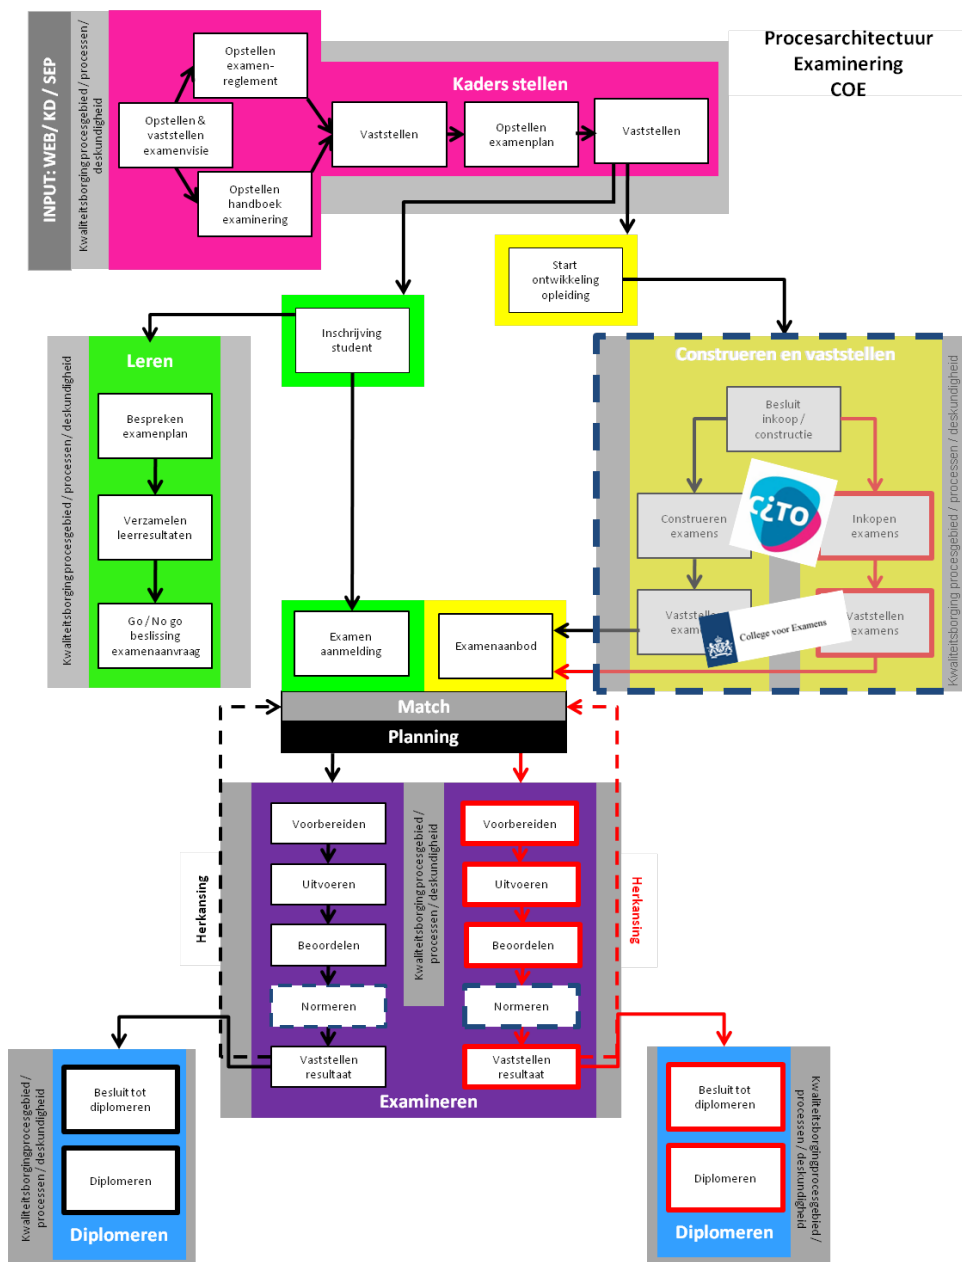 Procesarchitectuur
Examinering
COE
INPUT: WEB/ KD / SEP
Kwaliteitsborging procesgebied / processen /
deskundigheid
Opstellen
examen-
reglement
Kaders stellen
Opstellen &
vaststellen
examenvisie
Vaststellen
Opstellen
examenplan
Vaststellen
Opstellen
handboek
examinering
Start
ontwikkeling
opleiding
Inschrijving
student
Leren
Kwaliteitsborging procesgebied / processen / deskundigheid
Bespreken
examenplan
Verzamelen
leerresultaten
Go / No go
beslissing
examenaanvraag
Construeren en vaststellen
Kwaliteitsborging procesgebied / processen / deskundigheid
Besluit
inkoop /
constructie
Construeren
examens
CiTO
Inkopen
examens
Vaststellen
College voor Examens
Vaststellen
examens
Examen
aanmelding
Examenaanbod
Match
Planning
Herkansing
Kwaliteitsborging procesgebied /
processen / deskundigheid
Voorbereiden
Uitvoeren
Beoordelen
Normeren
Vaststellen
resultaat
Voorbereiden
Uitvoeren
Beoordelen
Normeren
Vaststellen
resultaat
Herkansing
Examineren
Kwaliteitsborging procesgebied /
processen / deskundigheid
Besluit tot
diplomeren
Diplomeren
Diplomeren
Besluit tot
diplomeren
Diplomeren
Diplomeren
Kwaliteitsborging procesgebied /
processen / deskundigheid